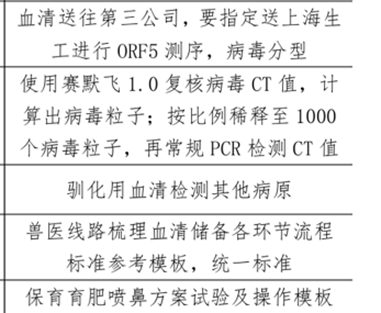 血清送往第三公司，要指定送上海生
工进行 ORF5 测序，病毒分型
使用赛默飞 1.0 复核病毒 CT 值，计
算出病毒粒子；按比例稀释至 1000
个病毒粒子，再常规 PCR 检测 CT 值
驯化用血清检测其他病原
兽医线路梳理血清储备各环节流程
标准参考模板，统一标准
保育育肥喷鼻方案试验及操作模板